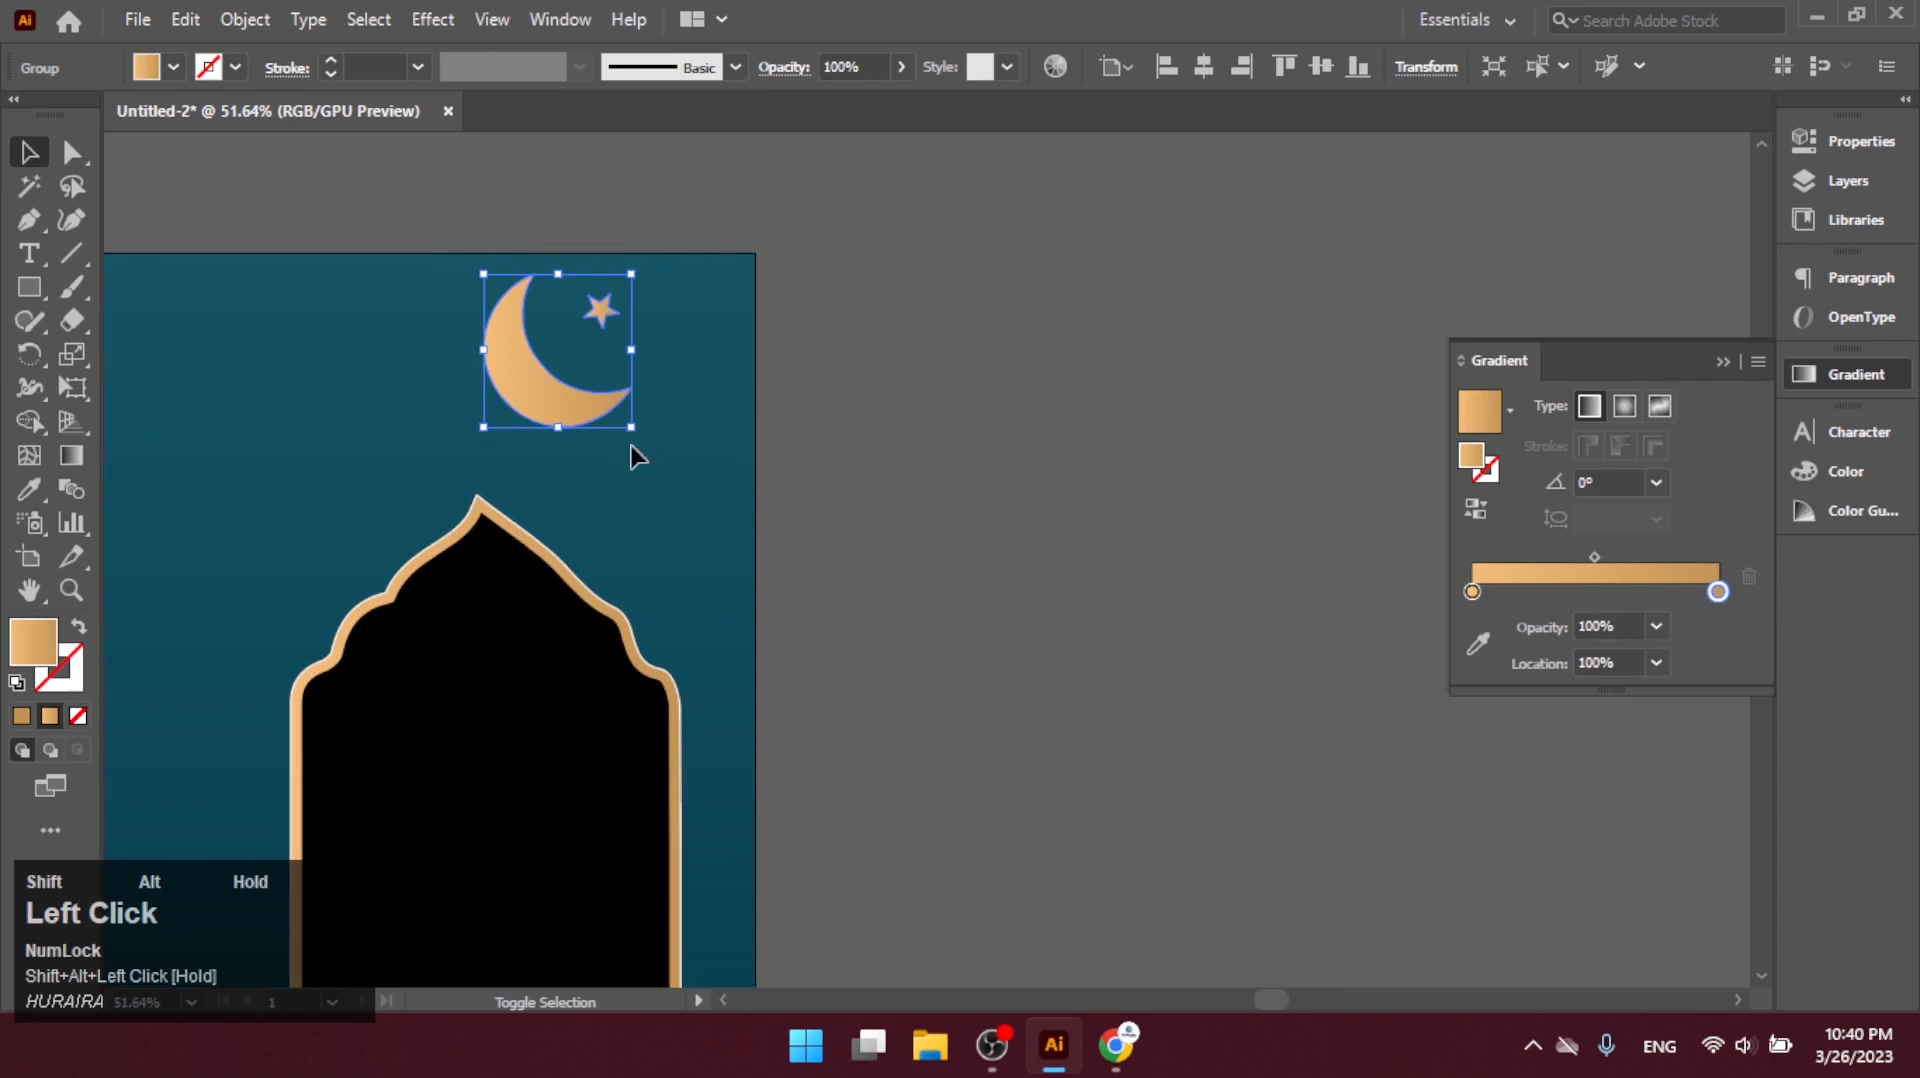 Ai File Edit Object Type Select Effect View Window Help Essentials Search Adobe Stock
Group Stroke: Basic Opacity: 100% Style: Transform
Untitled-2* @ 51.64% (RGB/GPU Preview)
Properties
Layers
Libraries
Paragraph
OpenType
Gradient
Character
Color
Color Gu...
Gradient
Type:
Stroke:
0°
Opacity: 100%
Location: 100%
Shift Alt Hold
Left Click
NumLock
Shift+Alt+Left Click [Hold]
HURAIRA 51.64% 1 Toggle Selection
Ai
ENG
10:40 PM
3/26/2023